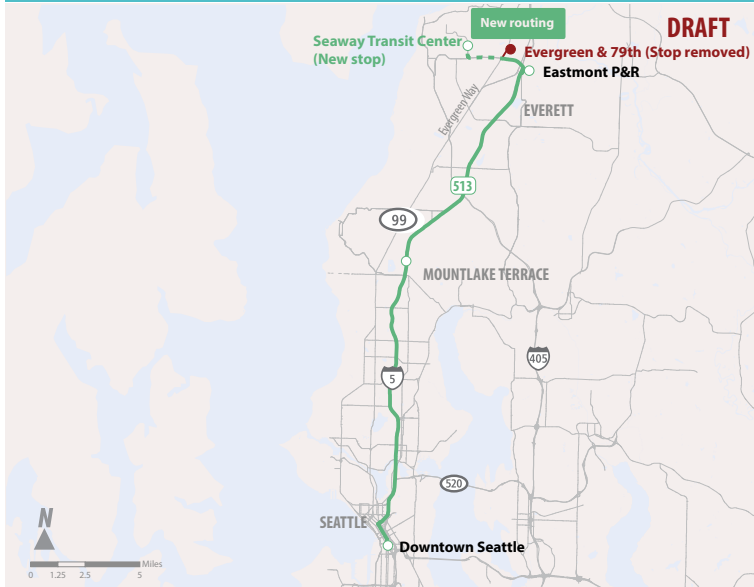 New routing
DRAFT
Seaway Transit Center
(New stop)
Evergreen & 79th (Stop removed)
Eastmont P&R
Evergreen Way
EVERETT
513
99
MOUNTLAKE TERRACE
405
5
520
SEATTLE
Downtown Seattle
N
Miles
0 1.25 2.5 5